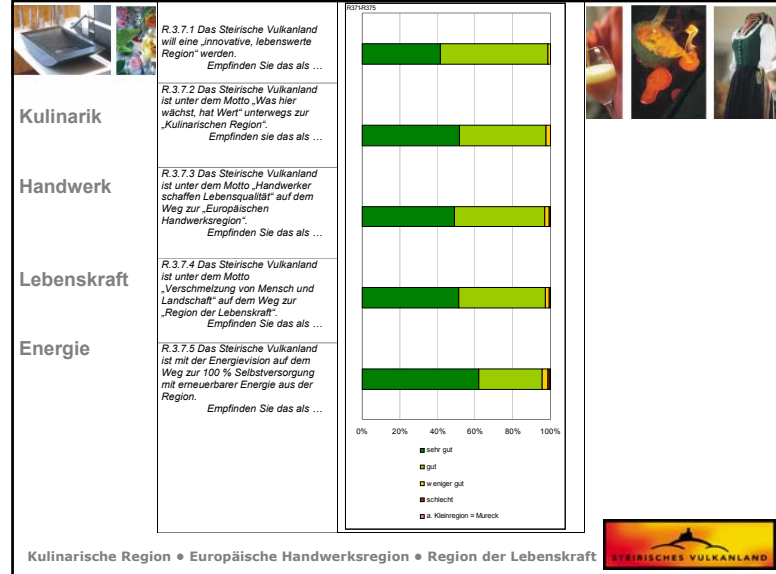 R.3.7.1 Das Steirische Vulkanland
will eine „innovative, lebenswerte
Region“ werden.
Empfinden Sie das als …
Kulinarik
R.3.7.2 Das Steirische Vulkanland
ist unter dem Motto „Was hier
wächst, hat Wert“ unterwegs zur
„Kulinarischen Region“.
Empfinden sie das als …
Handwerk
R.3.7.3 Das Steirische Vulkanland
ist unter dem Motto „Handwerker
schaffen Lebensqualität“ auf dem
Weg zur „Europäischen
Handwerksregion“.
Empfinden Sie das als …
Lebenskraft
R.3.7.4 Das Steirische Vulkanland
ist unter dem Motto
„Verschmelzung von Mensch und
Landschaft“ auf dem Weg zur
„Region der Lebenskraft“.
Empfinden Sie das als …
Energie
R.3.7.5 Das Steirische Vulkanland
ist mit der Energievision auf dem
Weg zur 100 % Selbstversorgung
mit erneuerbarer Energie aus der
Region.
Empfinden Sie das als …
R371-R375
0% 20% 40% 60% 80% 100%
sehr gut
gut
weniger gut
schlecht
a. Kleinregion = Mureck
Kulinarische Region ● Europäische Handwerksregion ● Region der Lebenskraft
STEIRISCHES VULKANLAND